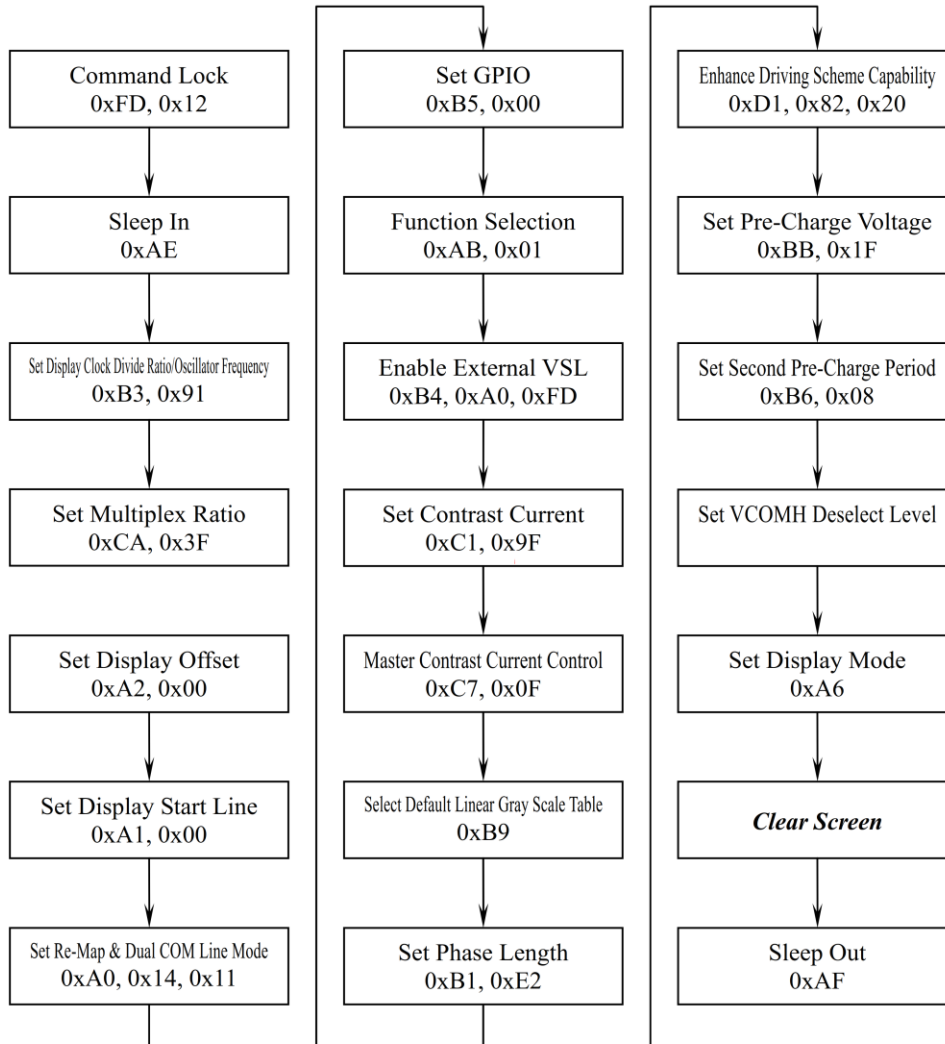 Command Lock
0xFD, 0x12
Sleep In
0xAE
Set Display Clock Divide Ratio/Oscillator Frequency
0xB3, 0x91
Set Multiplex Ratio
0xCA, 0x3F
Set Display Offset
0xA2, 0x00
Set Display Start Line
0xA1, 0x00
Set Re-Map & Dual COM Line Mode
0xA0, 0x14, 0x11
Set GPIO
0xB5, 0x00
Function Selection
0xAB, 0x01
Enable External VSL
0xB4, 0xA0, 0xFD
Set Contrast Current
0xC1, 0x9F
Master Contrast Current Control
0xC7, 0x0F
Select Default Linear Gray Scale Table
0xB9
Set Phase Length
0xB1, 0xE2
Enhance Driving Scheme Capability
0xD1, 0x82, 0x20
Set Pre-Charge Voltage
0xBB, 0x1F
Set Second Pre-Charge Period
0xB6, 0x08
Set VCOMH Deselect Level
Set Display Mode
0xA6
Clear Screen
Sleep Out
0xAF